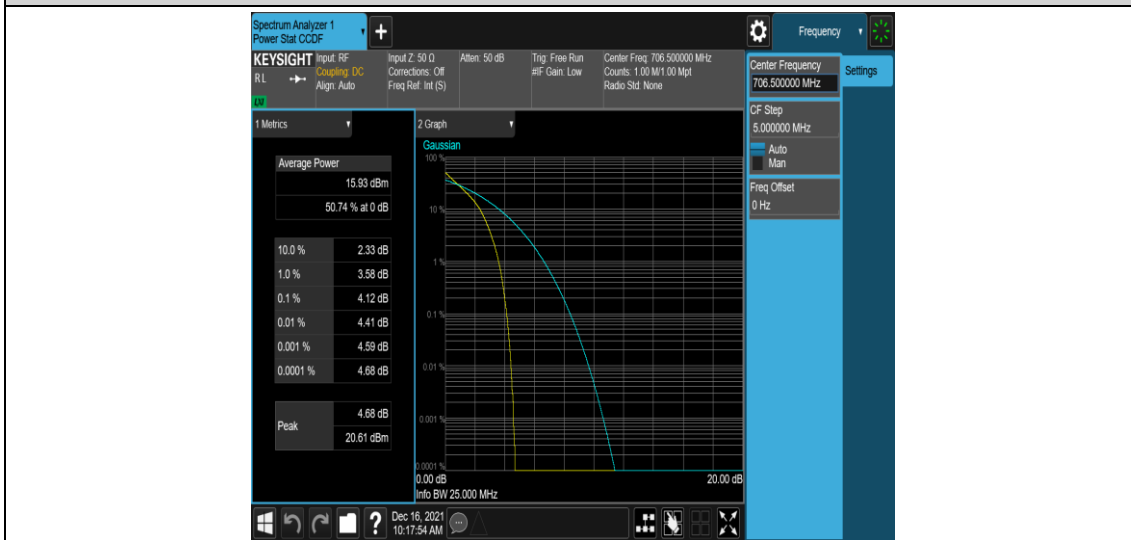 Spectrum Analyzer 1
Power Stat CCDF
Frequency
KEYSIGHT
RL
LXI
Input: RF
Coupling: DC
Align: Auto
Input Z: 50 Ω
Corrections: Off
Freq Ref: Int (S)
Atten: 50 dB
Trig: Free Run
#IF Gain: Low
Center Freq: 706.500000 MHz
Counts: 1.00 M/1.00 Mpt
Radio Std: None
Center Frequency
706.500000 MHz
Settings
CF Step
5.000000 MHz
Auto
Man
Freq Offset
0 Hz
1 Metrics
Average Power
15.93 dBm
50.74 % at 0 dB
10.0 % 2.33 dB
1.0 % 3.58 dB
0.1 % 4.12 dB
0.01 % 4.41 dB
0.001 % 4.59 dB
0.0001 % 4.68 dB
Peak
4.68 dB
20.61 dBm
2 Graph
Gaussian
100 %
10 %
1 %
0.1 %
0.01 %
0.001 %
0.0001 %
0.00 dB 20.00 dB
Info BW 25.000 MHz
Dec 16, 2021
10:17:54 AM